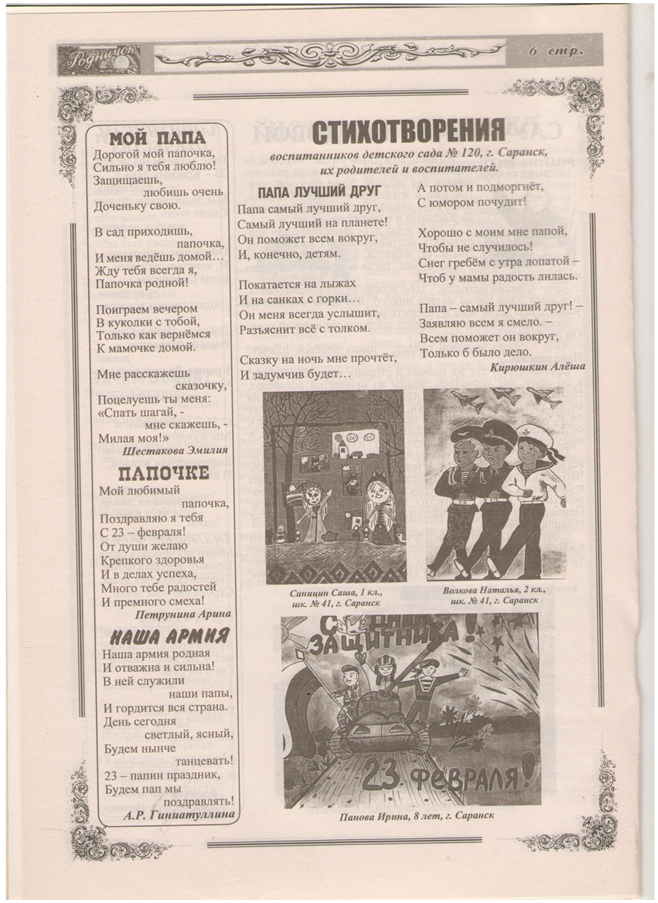 Родничок
6 стр.
МОЙ ПАПА
Дорогой мой папочка,
Сильно я тебя люблю!
Защищаешь,
любишь очень
Доченьку свою.
В сад приходишь,
папочка,
И меня ведёшь домой…
Жду тебя всегда я,
Папочка родной!
Поиграем вечером
В куколки с тобой,
Только как вернёмся
К мамочке домой.
Мне расскажешь
сказочку,
Поцелуешь ты меня:
«Спать шагай, -
мне скажешь, -
Милая моя!»
Шестакова Эмилия
ПАПОЧКЕ
Мой любимый
папочка,
Поздравляю я тебя
С 23 – февраля!
От души желаю
Крепкого здоровья
И в делах успеха,
Много тебе радостей
И премного смеха!
Петрунина Арина
НАША АРМИЯ
Наша армия родная
И отважна и сильна!
В ней служили
наши папы,
И гордится вся страна.
День сегодня
светлый, ясный,
Будем нынче
танцевать!
23 – папин праздник,
Будем пап мы
поздравлять!
А.Р. Гиниатуллина
СТИХОТВОРЕНИЯ
воспитанников детского сада № 120, г. Саранск,
их родителей и воспитателей.
ПАПА ЛУЧШИЙ ДРУГ
Папа самый лучший друг,
Самый лучший на планете!
Он поможет всем вокруг,
И, конечно, детям.
Покатается на лыжах
И на санках с горки…
Он меня всегда услышит,
Разъяснит всё с толком.
Сказку на ночь мне прочтёт,
И задумчив будет…
А потом и подморгнёт,
С юмором почудит!
Хорошо с моим мне папой,
Чтобы не случилось!
Снег гребём с утра лопатой –
Чтоб у мамы радость лилась.
Папа – самый лучший друг! –
Заявляю всем я смело. –
Всем поможет он вокруг,
Только б было дело.
Кирюшкин Алёша
Синицин Саша, 1 кл.,
шк. № 41, г. Саранск
Волкова Наталья, 2 кл.,
шк. № 41, г. Саранск
С Днём
ЗАЩИТНИКА!
23 ФЕВРАЛЯ!
Панова Ирина, 8 лет, г. Саранск